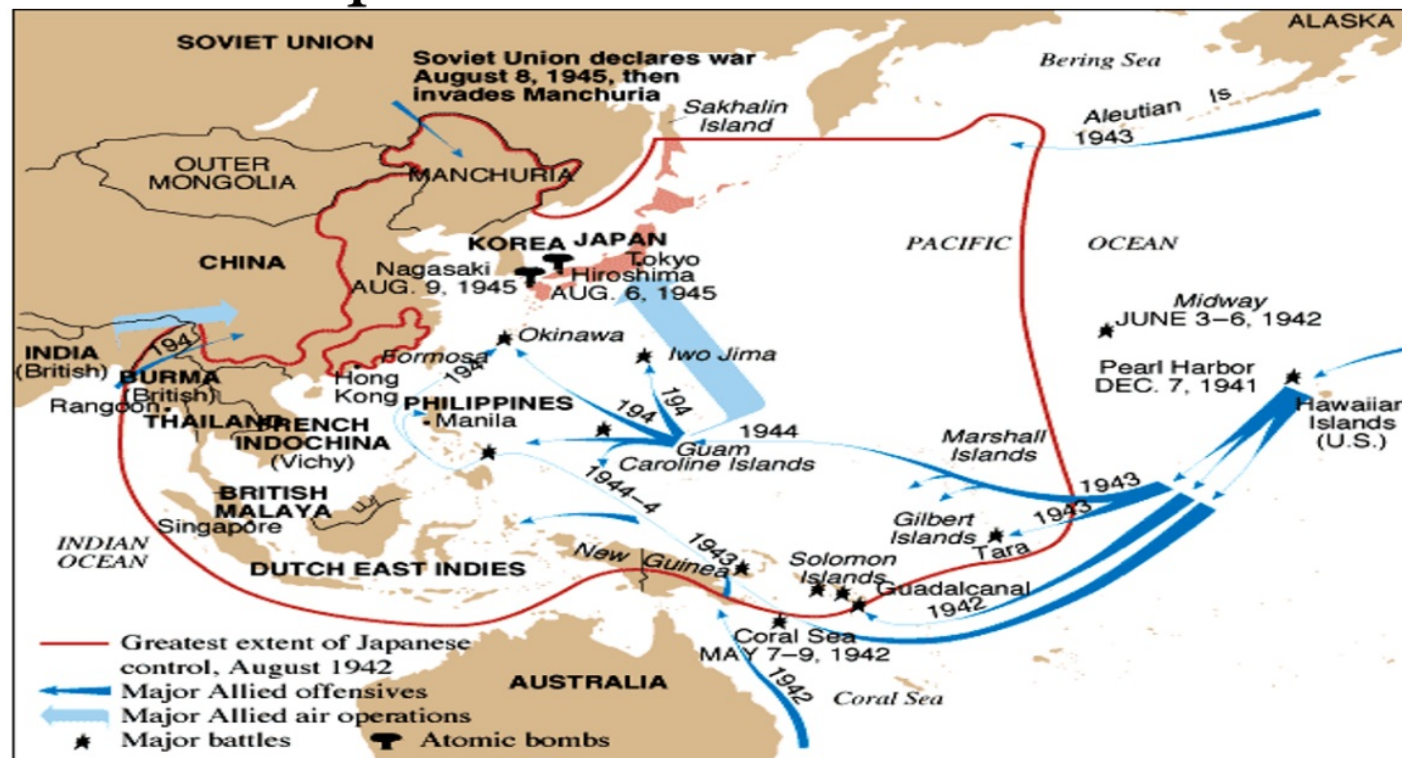 ALASKA
SOVIET UNION
Soviet Union declares war
August 8, 1945, then
invades Manchuria
Bering Sea
Sakhalin
Island
Aleutian Is
1943
OUTER
MONGOLIA
MANCHURIA
CHINA
KOREA
JAPAN
Tokyo
Nagasaki
AUG. 9, 1945
Hiroshima
AUG. 6, 1945
PACIFIC
OCEAN
Midway
JUNE 3–6, 1942
Okinawa
Iwo Jima
Pearl Harbor
DEC. 7, 1941
Hawaiian
Islands
(U.S.)
INDIA
(British)
194
BURMA
(British)
Rangoon
Formosa
Hong
Kong
194
THAILAND
FRENCH
INDOCHINA
(Vichy)
PHILIPPINES
Manila
194
194
Guam
Caroline Islands
1944
Marshall
Islands
1943
1943
Gilbert
Islands
Tara
BRITISH
MALAYA
Singapore
1944–4
INDIAN
OCEAN
DUTCH EAST INDIES
New Guinea
1943
Solomon
Islands
Guadalcanal
1942
Coral Sea
MAY 7–9, 1942
1942
Coral Sea
AUSTRALIA
Greatest extent of Japanese
control, August 1942
Major Allied offensives
Major Allied air operations
Major battles
Atomic bombs